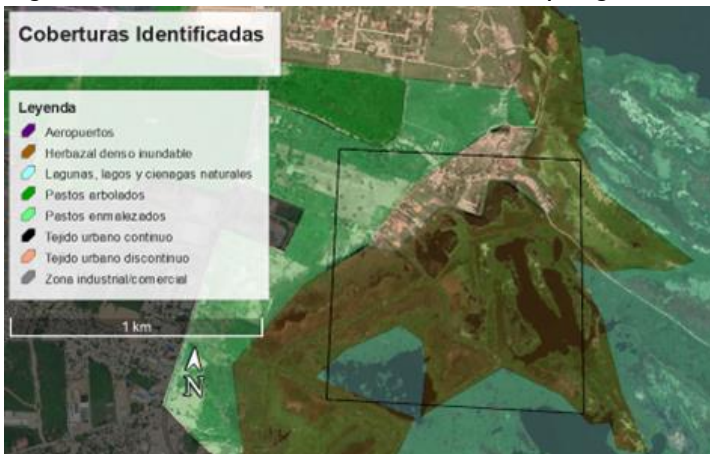 Coberturas Identificadas
Leyenda
Aeropuertos
Herbazal denso inundable
Lagunas, lagos y cienagas naturales
Pastos arbolados
Pastos enmalezados
Tejido urbano continuo
Tejido urbano discontinuo
Zona industrial/comercial
1 km
N